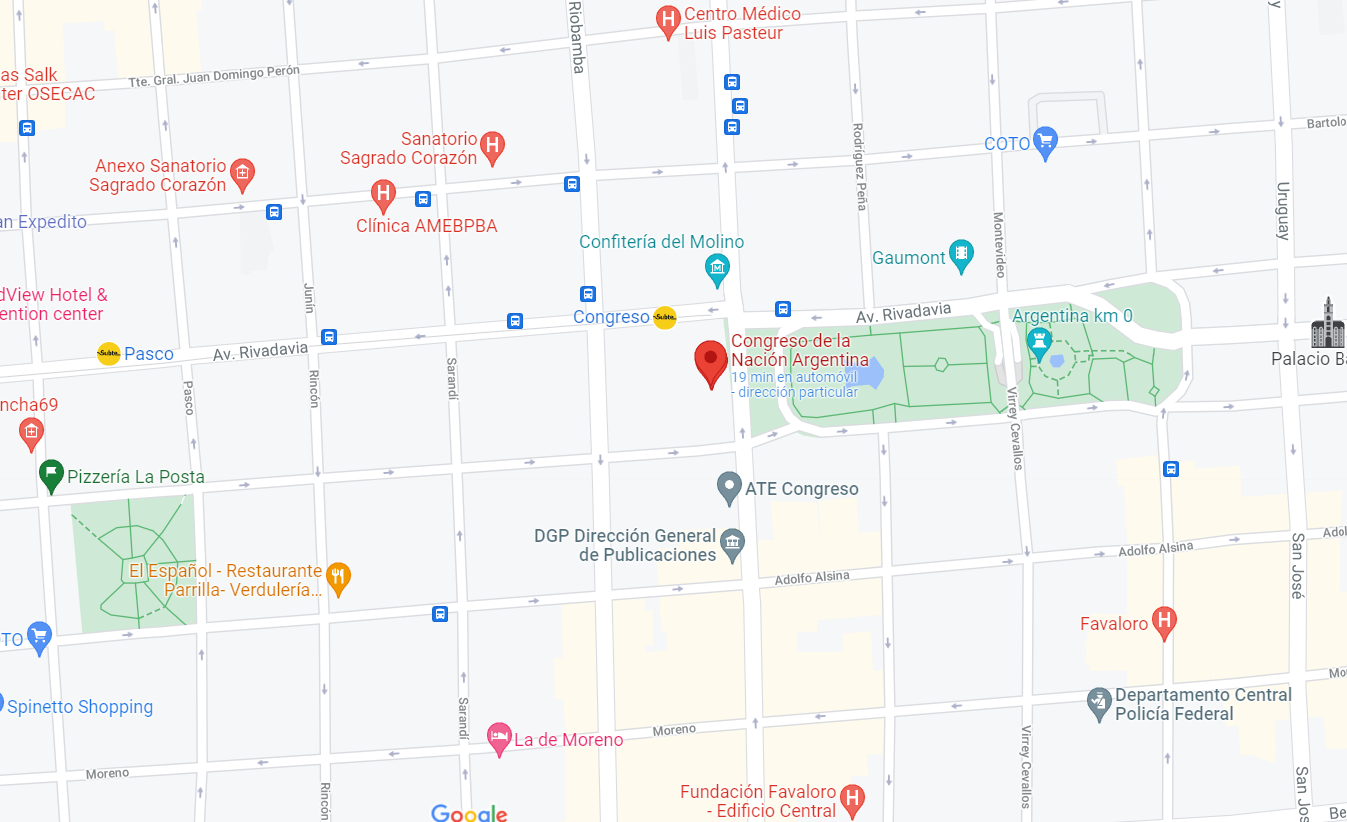 Riobamba
Centro Médico
Luis Pasteur
Tte. Gral. Juan Domingo Perón
as Salk
ter OSECAC
Sanatorio
Sagrado Corazón
COTO
Bartolo
Anexo Sanatorio
Sagrado Corazón
Rodríguez Peña
Clínica AMEBPBA
an Expedito
Uruguay
Montevideo
Confitería del Molino
Gaumont
dView Hotel &
ention center
Junín
Congreso
Subte
Av. Rivadavia
Argentina km 0
Subte
Pasco
Av. Rivadavia
Congreso de la
Nación Argentina
19 min en automóvil
- dirección particular
Palacio Ba
Sarandí
Rincón
Pasco
ncha69
Virrey Cevallos
Pizzería La Posta
ATE Congreso
DGP Dirección General
de Publicaciones
Adolfo Alsina
Adol
San José
El Español - Restaurante
Parrilla- Verdulería...
Adolfo Alsina
Favaloro
TO
Spinetto Shopping
Sarandí
Departamento Central
Policía Federal
Mo
La de Moreno
Moreno
Virrey Cevallos
Moreno
Rincón
Fundación Favaloro
- Edificio Central
San Jos
Google
Be